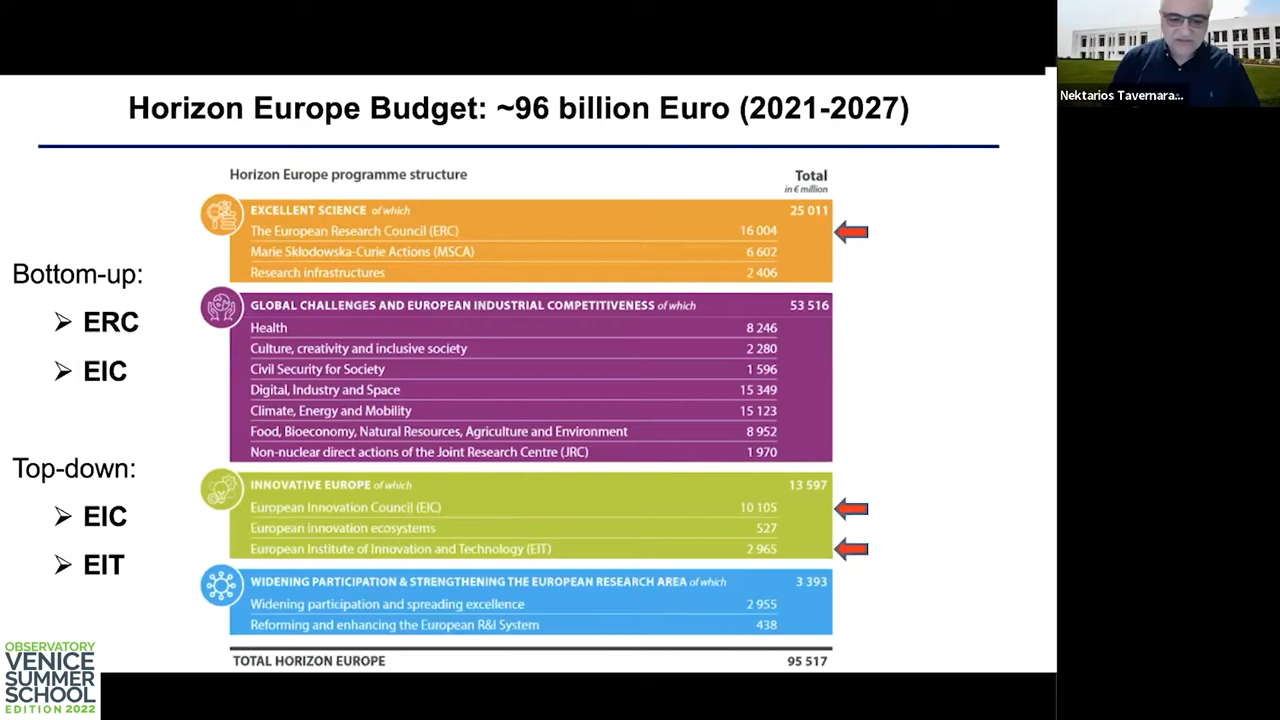 Horizon Europe Budget: ~96 billion Euro (2021-2027)
Nektarios Tavernara...
Horizon Europe programme structure
Total
in € million
EXCELLENT SCIENCE of which 25 011
The European Research Council (ERC) 16 004
Marie Skłodowska-Curie Actions (MSCA) 6 602
Research infrastructures 2 406
Bottom-up:
➢ ERC
➢ EIC
GLOBAL CHALLENGES AND EUROPEAN INDUSTRIAL COMPETITIVENESS of which 53 516
Health 8 246
Culture, creativity and inclusive society 2 280
Civil Security for Society 1 596
Digital, Industry and Space 15 349
Climate, Energy and Mobility 15 123
Food, Bioeconomy, Natural Resources, Agriculture and Environment 8 952
Non-nuclear direct actions of the Joint Research Centre (JRC) 1 970
Top-down:
➢ EIC
➢ EIT
INNOVATIVE EUROPE of which 13 597
European Innovation Council (EIC) 10 105
European innovation ecosystems 527
European Institute of Innovation and Technology (EIT) 2 965
WIDENING PARTICIPATION & STRENGTHENING THE EUROPEAN RESEARCH AREA of which 3 393
Widening participation and spreading excellence 2 955
Reforming and enhancing the European R&I System 438
TOTAL HORIZON EUROPE 95 517
OBSERVATORY
VENICE
SUMMER
SCHOOL
EDITION 2022